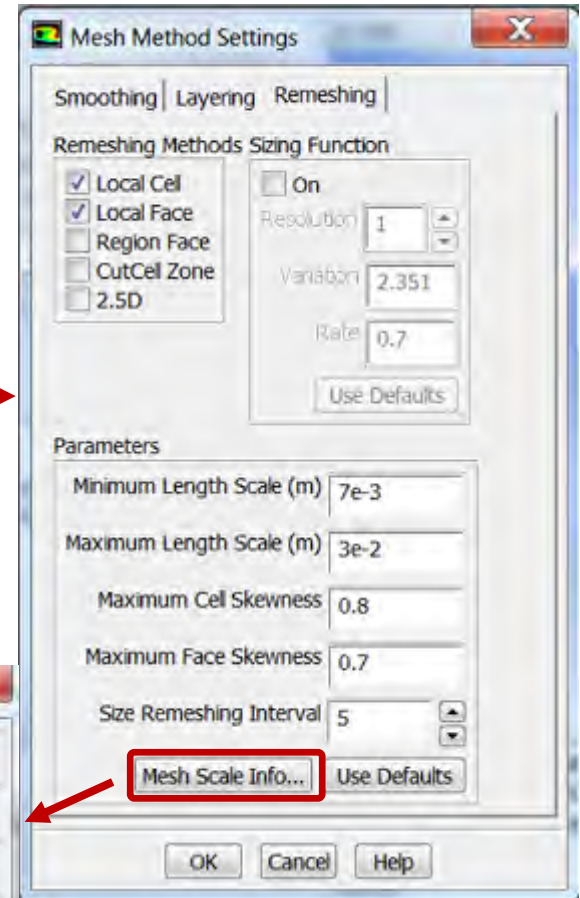 Mesh Method Settings
Smoothing Layering Remeshing
Remeshing Methods Sizing Function
Local Cell
Local Face
Region Face
CutCell Zone
2.5D
On
Resolution 1
Variation 2.351
Rate 0.7
Use Defaults
Parameters
Minimum Length Scale (m) 7e-3
Maximum Length Scale (m) 3e-2
Maximum Cell Skewness 0.8
Maximum Face Skewness 0.7
Size Remeshing Interval 5
Mesh Scale Info... Use Defaults
OK Cancel Help